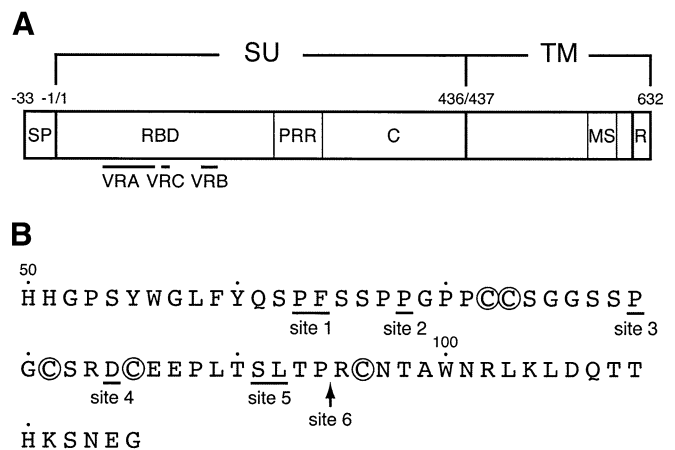 A
SU TM
-33 -1/1 436/437 632
SP RBD PRR C MS R
VRA VRC VRB
B
50
HHGPSYWGLFYQSPFSSPPGPPCCSGGSSP
site 1 site 2 site 3
GCSRDCEEPLTSLTPRCNTAWNRLKLDQTT
100
site 4 site 5
site 6
HKSNEG